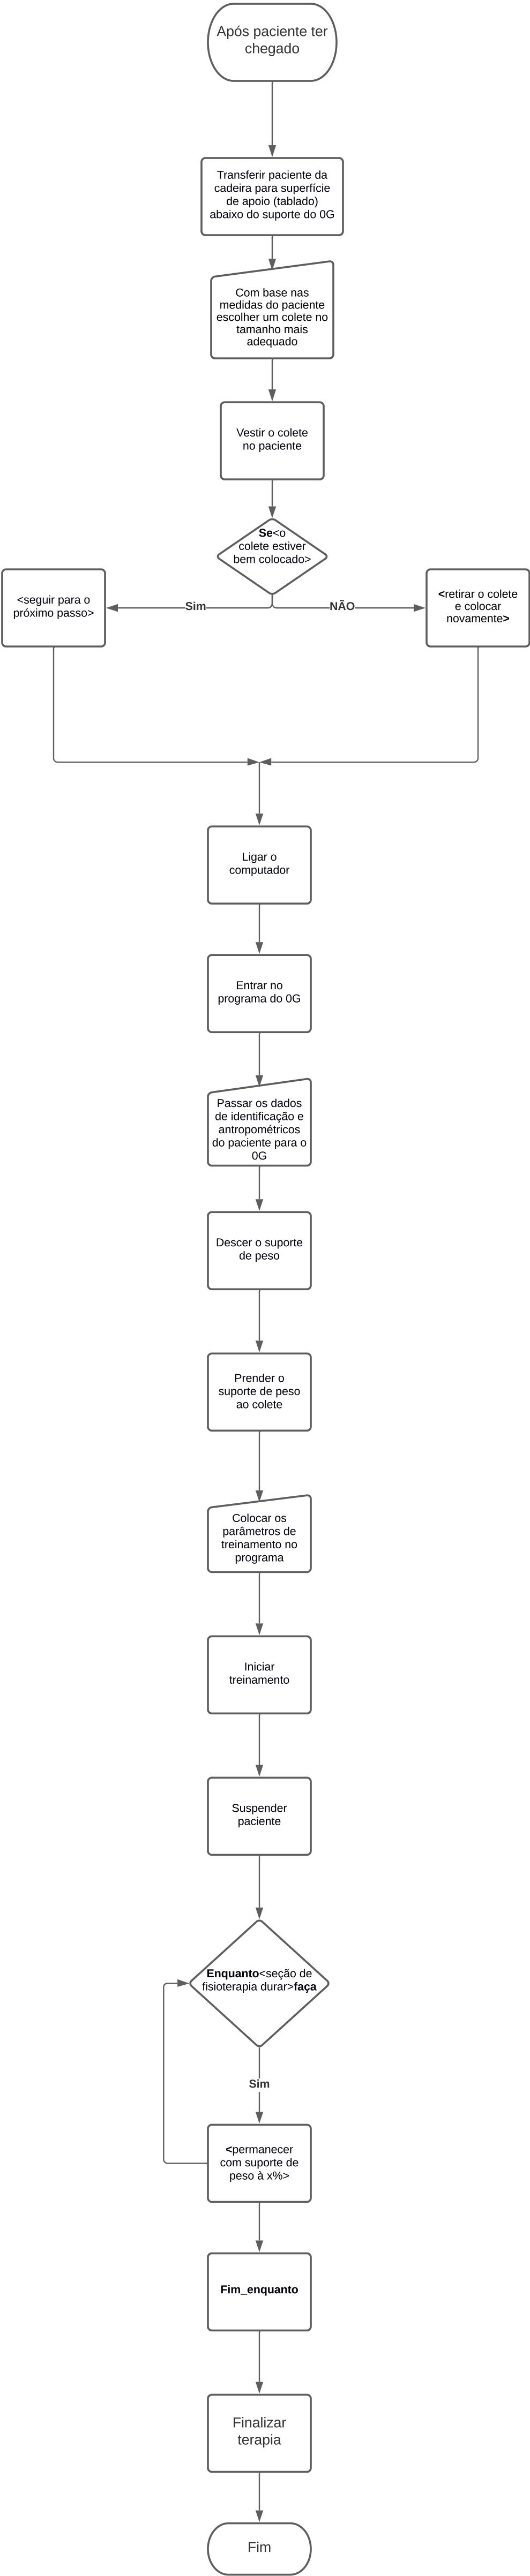 Após paciente ter
chegado
Transferir paciente da
cadeira para superfície
de apoio (tablado)
abaixo do suporte do 0G
Com base nas
medidas do paciente
escolher um colete no
tamanho mais
adequado
Vestir o colete
no paciente
Se<o
colete estiver
bem colocado>
Sim
NÃO
<seguir para o
próximo passo>
<retirar o colete
e colocar
novamente>
Ligar o
computador
Entrar no
programa do 0G
Passar os dados
de identificação e
antropométricos
do paciente para o
0G
Descer o suporte
de peso
Prender o
suporte de peso
ao colete
Colocar os
parâmetros de
treinamento no
programa
Iniciar
treinamento
Suspender
paciente
Enquanto<seção de
fisioterapia durar>faça
Sim
<permanecer
com suporte de
peso à x%>
Fim_enquanto
Finalizar
terapia
Fim